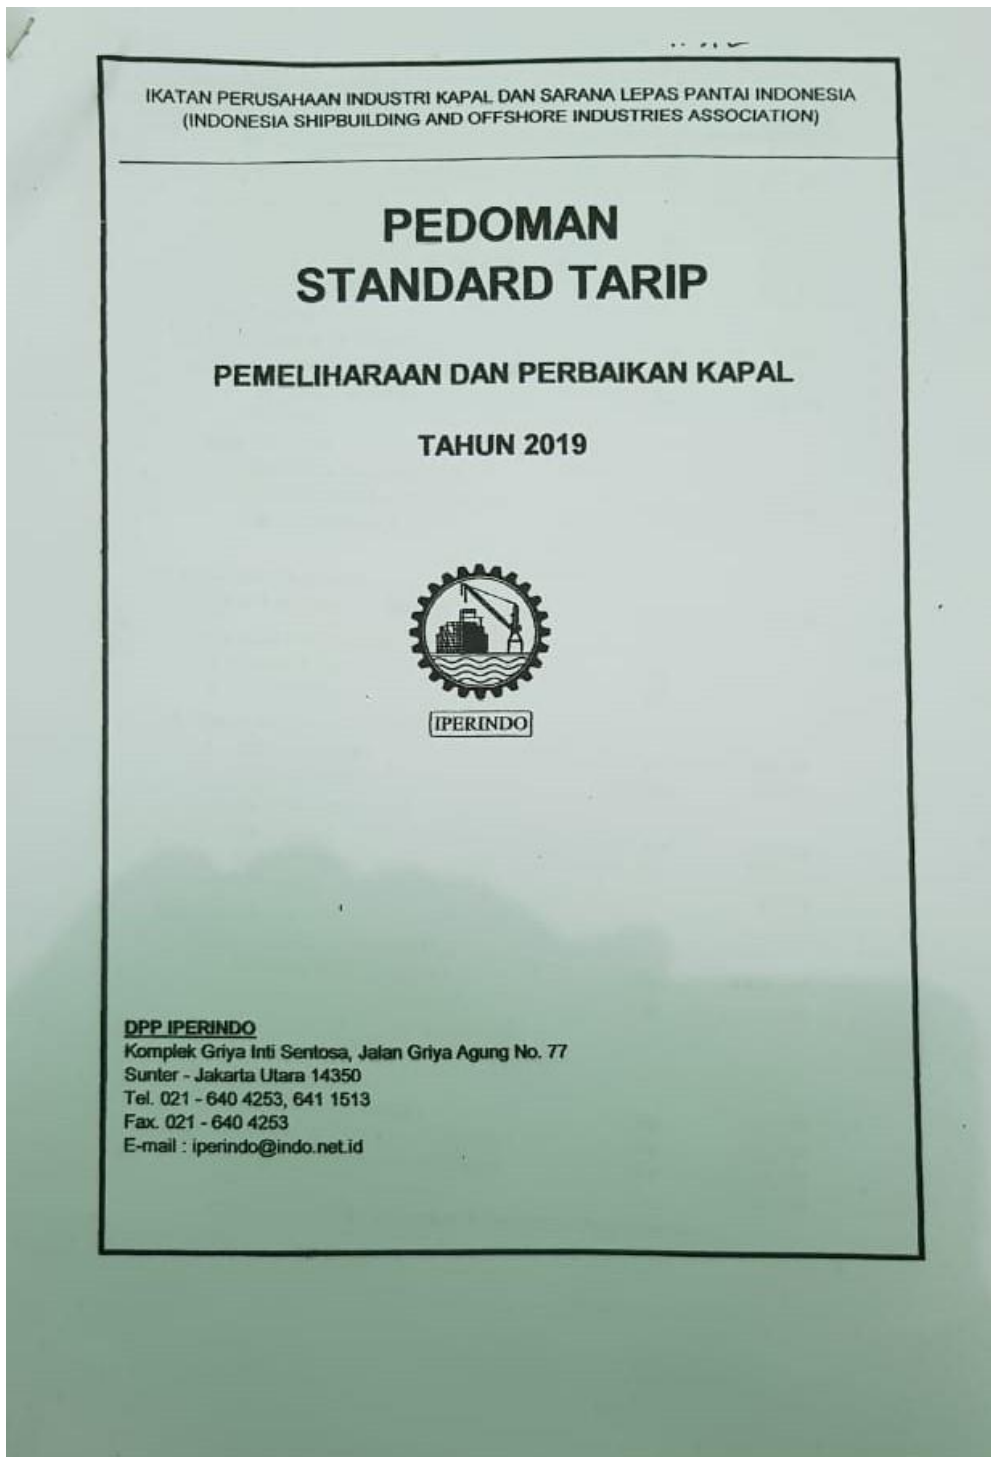 IKATAN PERUSAHAAN INDUSTRI KAPAL DAN SARANA LEPAS PANTAI INDONESIA
(INDONESIA SHIPBUILDING AND OFFSHORE INDUSTRIES ASSOCIATION)
PEDOMAN
STANDARD TARIP
PEMELIHARAAN DAN PERBAIKAN KAPAL
TAHUN 2019
IPERINDO
DPP IPERINDO
Komplek Griya Inti Sentosa, Jalan Griya Agung No. 77
Sunter - Jakarta Utara 14350
Tel. 021 - 640 4253, 641 1513
Fax. 021 - 640 4253
E-mail : iperindo@indo.net.id